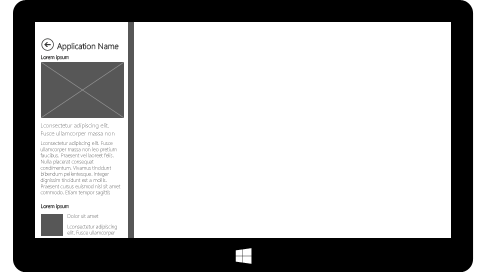 Application Name
Lorem Ipsum
Lconsectetur adipiscing elit.
Fusce ullamcorper massa non
Lconsectetur adipiscing elit. Fusce
ullamcorper massa non leo pretium
faucibus. Praesent vel laoreet felis.
Nulla placerat consequat
condimentum. Vivamus tincidunt
bibendum pellentesque. Integer
dignissim tincidunt est a mollis.
Praesent cursus euismod nisl sit amet
commodo. Etiam tempor sagittis
Lorem Ipsum
Dolor sit amet
Lconsectetur adipiscing
elit. Fusce ullamcorper